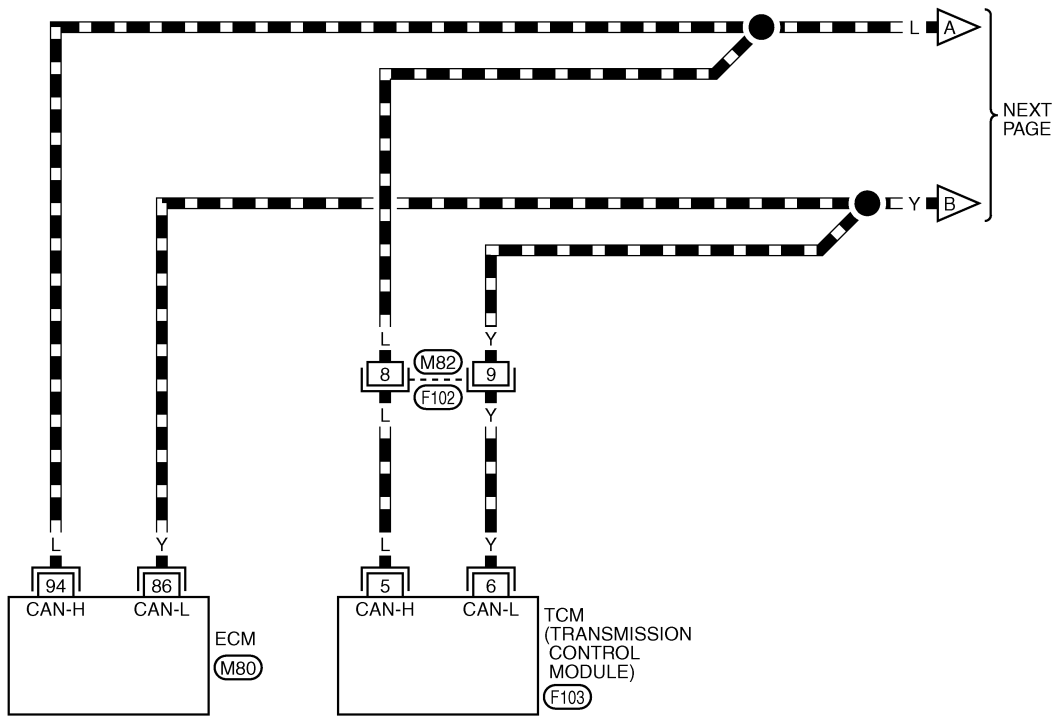 L
A
NEXT
PAGE
Y
B
L
Y
8
M82
9
F102
L
Y
L
Y
L
Y
94
86
5
6
CAN-H
CAN-L
CAN-H
CAN-L
ECM
M80
TCM
(TRANSMISSION
CONTROL
MODULE)
F103